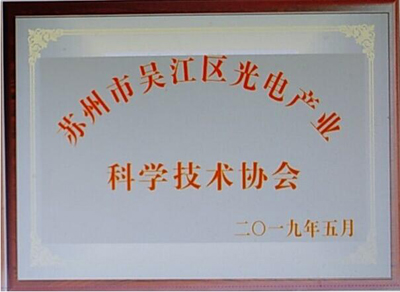 苏州市吴江区光电产业
科学技术协会
二〇一九年五月